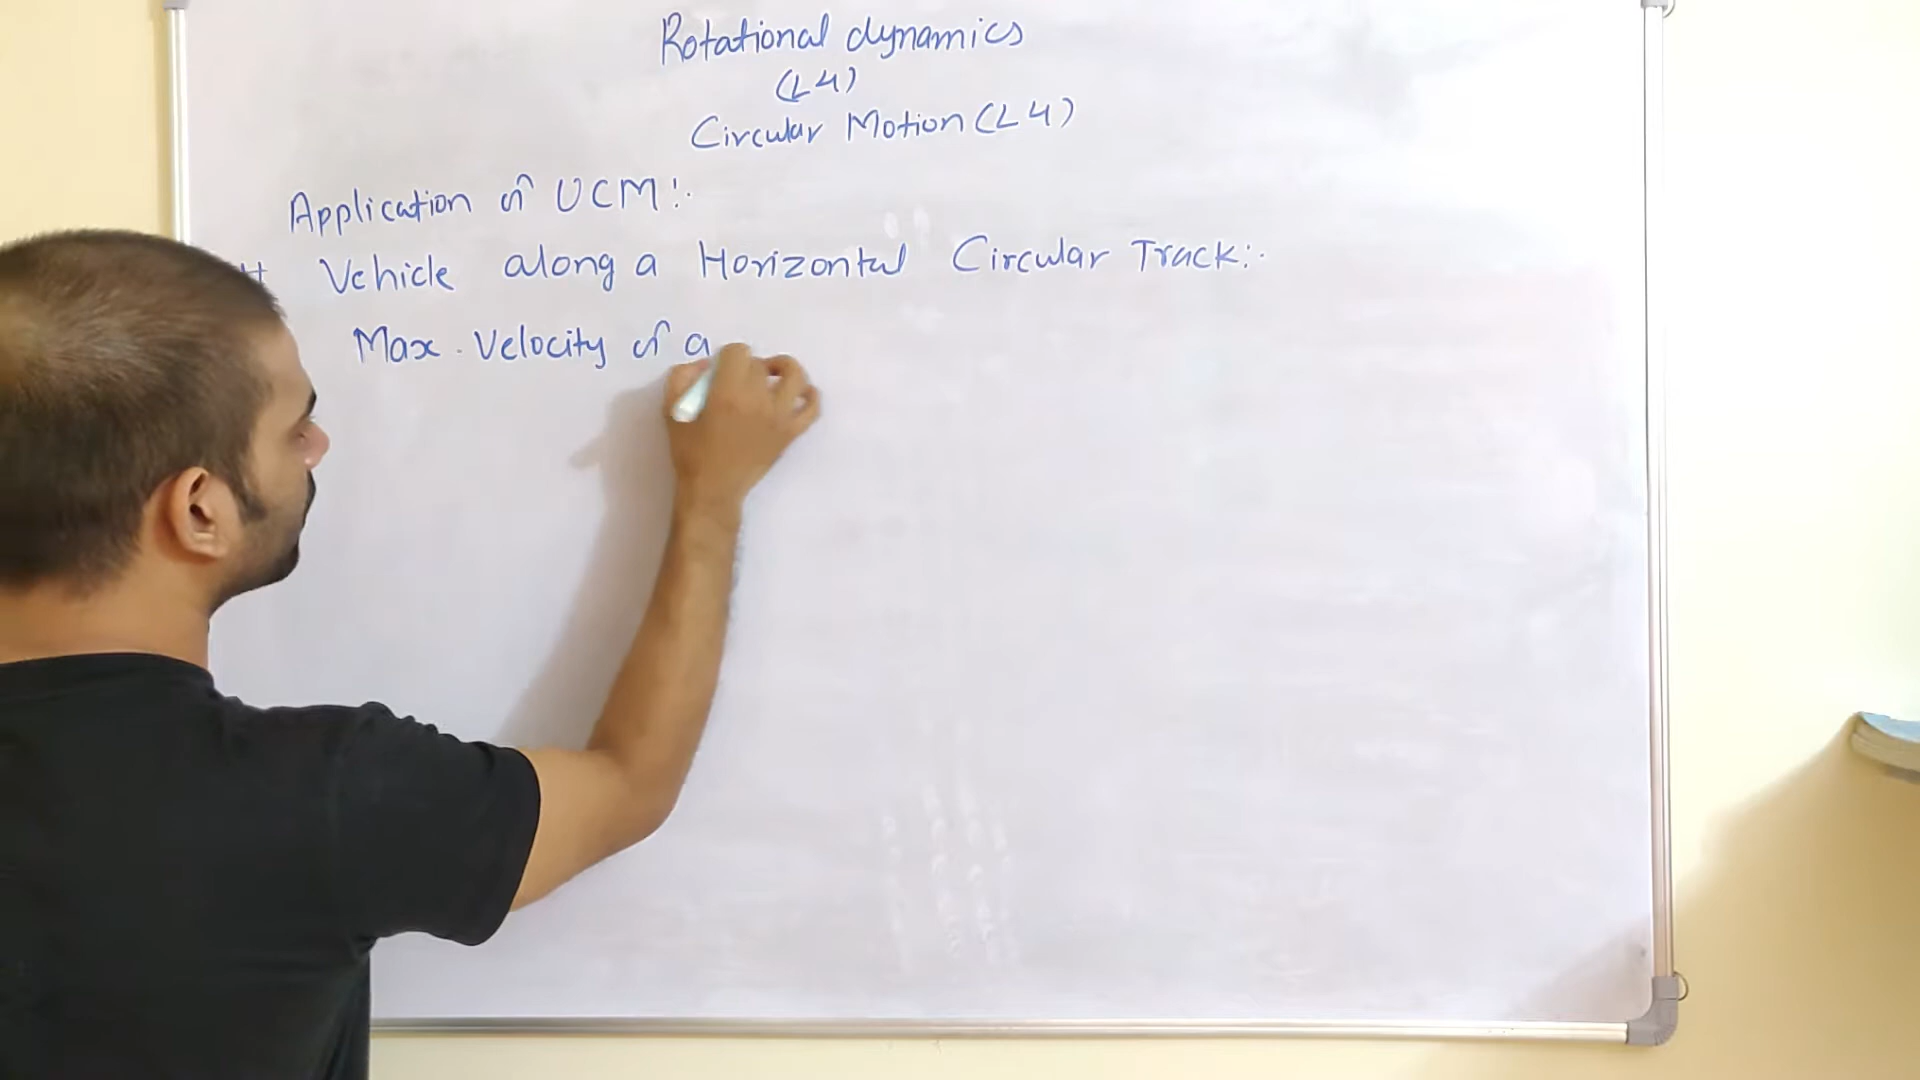 Rotational dynamics
(L4)
Circular Motion (L4)
Application of UCM:-
# Vehicle along a Horizontal Circular Track:-
Max. Velocity of a